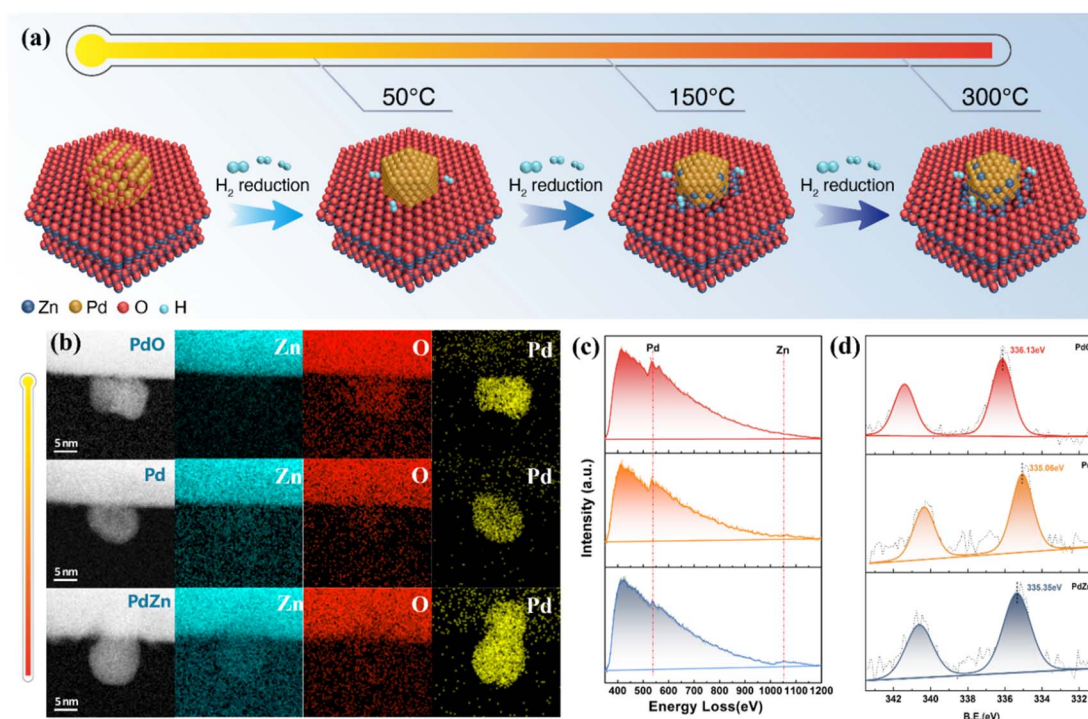 (a)
50°C
150°C
300°C
H2 reduction
H2 reduction
H2 reduction
Zn Pd O H
(b)
PdO
Zn
O
Pd
5 nm
Pd
Zn
O
Pd
5 nm
PdZn
Zn
O
Pd
5 nm
(c)
Pd
Zn
Intensity (a.u.)
400 500 600 700 800 900 1000 1100 1200
Energy Loss(eV)
(d)
336.13eV
335.06eV
335.35eV
PdZn
342 340 338 336 334 332
B.E.(eV)